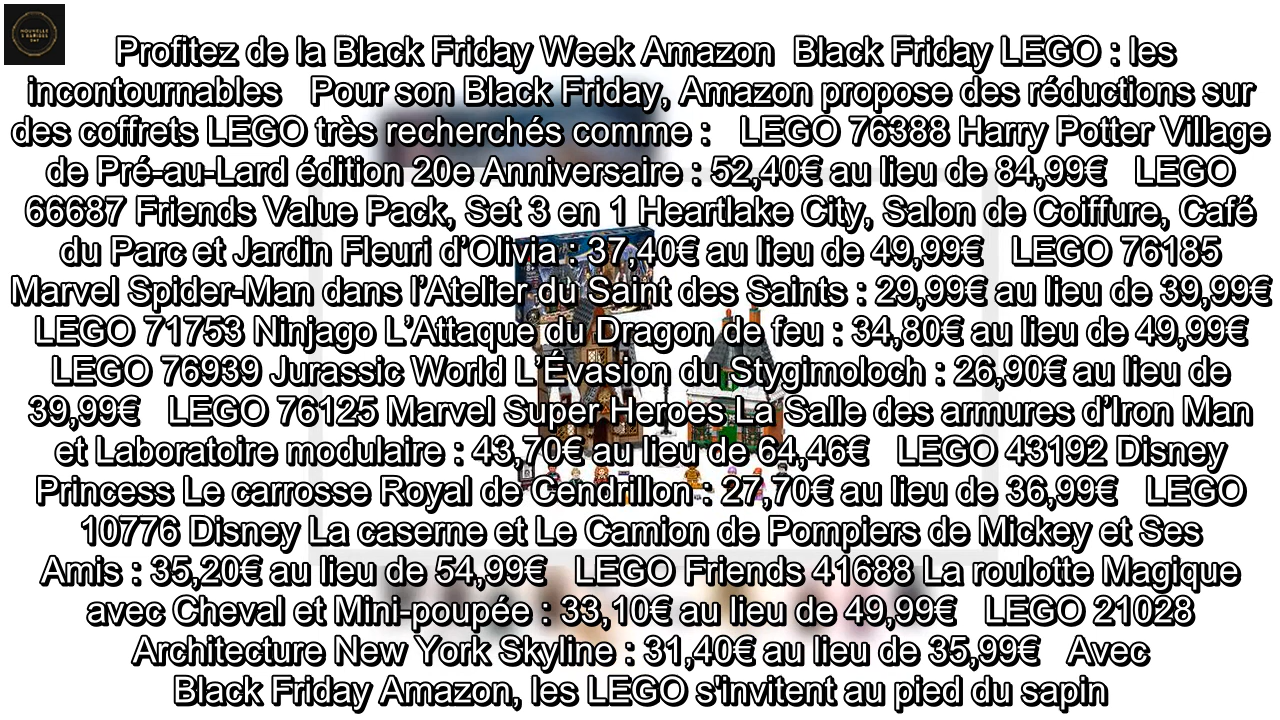 NOUVELLE
S BARIDES
DAY
Profitez de la Black Friday Week Amazon  Black Friday LEGO : les
incontournables   Pour son Black Friday, Amazon propose des réductions sur
des coffrets LEGO très recherchés comme :   LEGO 76388 Harry Potter Village
de Pré-au-Lard édition 20e Anniversaire : 52,40€ au lieu de 84,99€   LEGO
66687 Friends Value Pack, Set 3 en 1 Heartlake City, Salon de Coiffure, Café
du Parc et Jardin Fleuri d’Olivia : 37,40€ au lieu de 49,99€   LEGO 76185
Marvel Spider-Man dans l’Atelier du Saint des Saints : 29,99€ au lieu de 39,99€
LEGO 71753 Ninjago L’Attaque du Dragon de feu : 34,80€ au lieu de 49,99€
LEGO 76939 Jurassic World L’Évasion du Stygimoloch : 26,90€ au lieu de
39,99€   LEGO 76125 Marvel Super Heroes La Salle des armures d’Iron Man
et Laboratoire modulaire : 43,70€ au lieu de 64,46€   LEGO 43192 Disney
Princess Le carrosse Royal de Cendrillon : 27,70€ au lieu de 36,99€   LEGO
10776 Disney La caserne et Le Camion de Pompiers de Mickey et Ses
Amis : 35,20€ au lieu de 54,99€   LEGO Friends 41688 La roulotte Magique
avec Cheval et Mini-poupée : 33,10€ au lieu de 49,99€   LEGO 21028
Architecture New York Skyline : 31,40€ au lieu de 35,99€   Avec
Black Friday Amazon, les LEGO s'invitent au pied du sapin